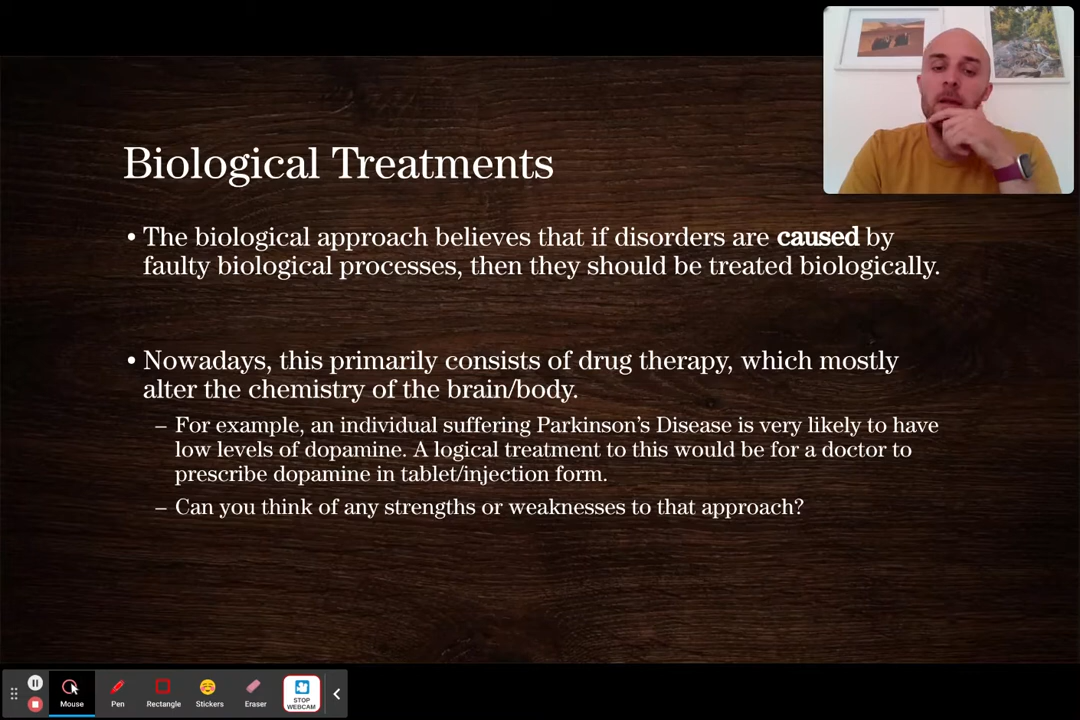 Biological Treatments
• The biological approach believes that if disorders are caused by
faulty biological processes, then they should be treated biologically.
• Nowadays, this primarily consists of drug therapy, which mostly
alter the chemistry of the brain/body.
– For example, an individual suffering Parkinson’s Disease is very likely to have
low levels of dopamine. A logical treatment to this would be for a doctor to
prescribe dopamine in tablet/injection form.
– Can you think of any strengths or weaknesses to that approach?
Mouse
Pen
Rectangle
Stickers
Eraser
STOP
WEBCAM